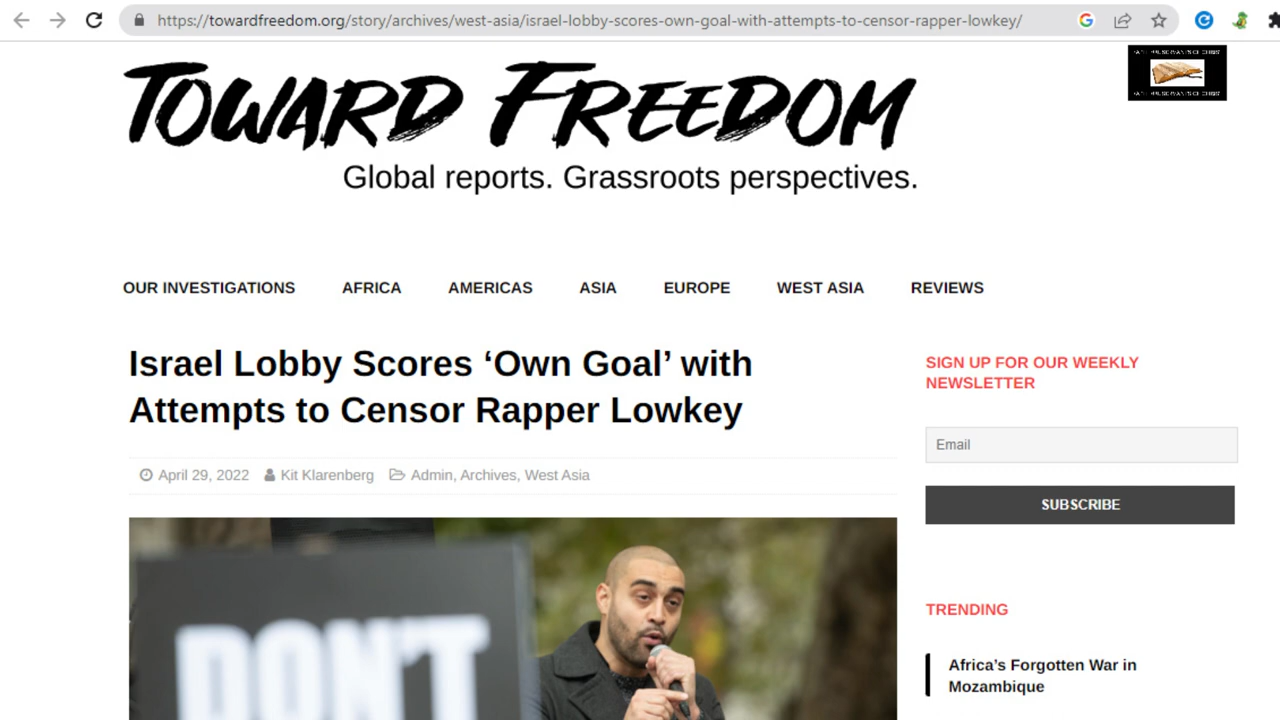 https://towardfreedom.org/story/archives/west-asia/israel-lobby-scores-own-goal-with-attempts-to-censor-rapper-lowkey/
TOWARD FREEDOM
Global reports. Grassroots perspectives.
OUR INVESTIGATIONS AFRICA AMERICAS ASIA EUROPE WEST ASIA REVIEWS
Israel Lobby Scores ‘Own Goal’ with
Attempts to Censor Rapper Lowkey
April 29, 2022 Kit Klarenberg Admin, Archives, West Asia
DON'T
SIGN UP FOR OUR WEEKLY
NEWSLETTER
Email
SUBSCRIBE
TRENDING
Africa’s Forgotten War in
Mozambique